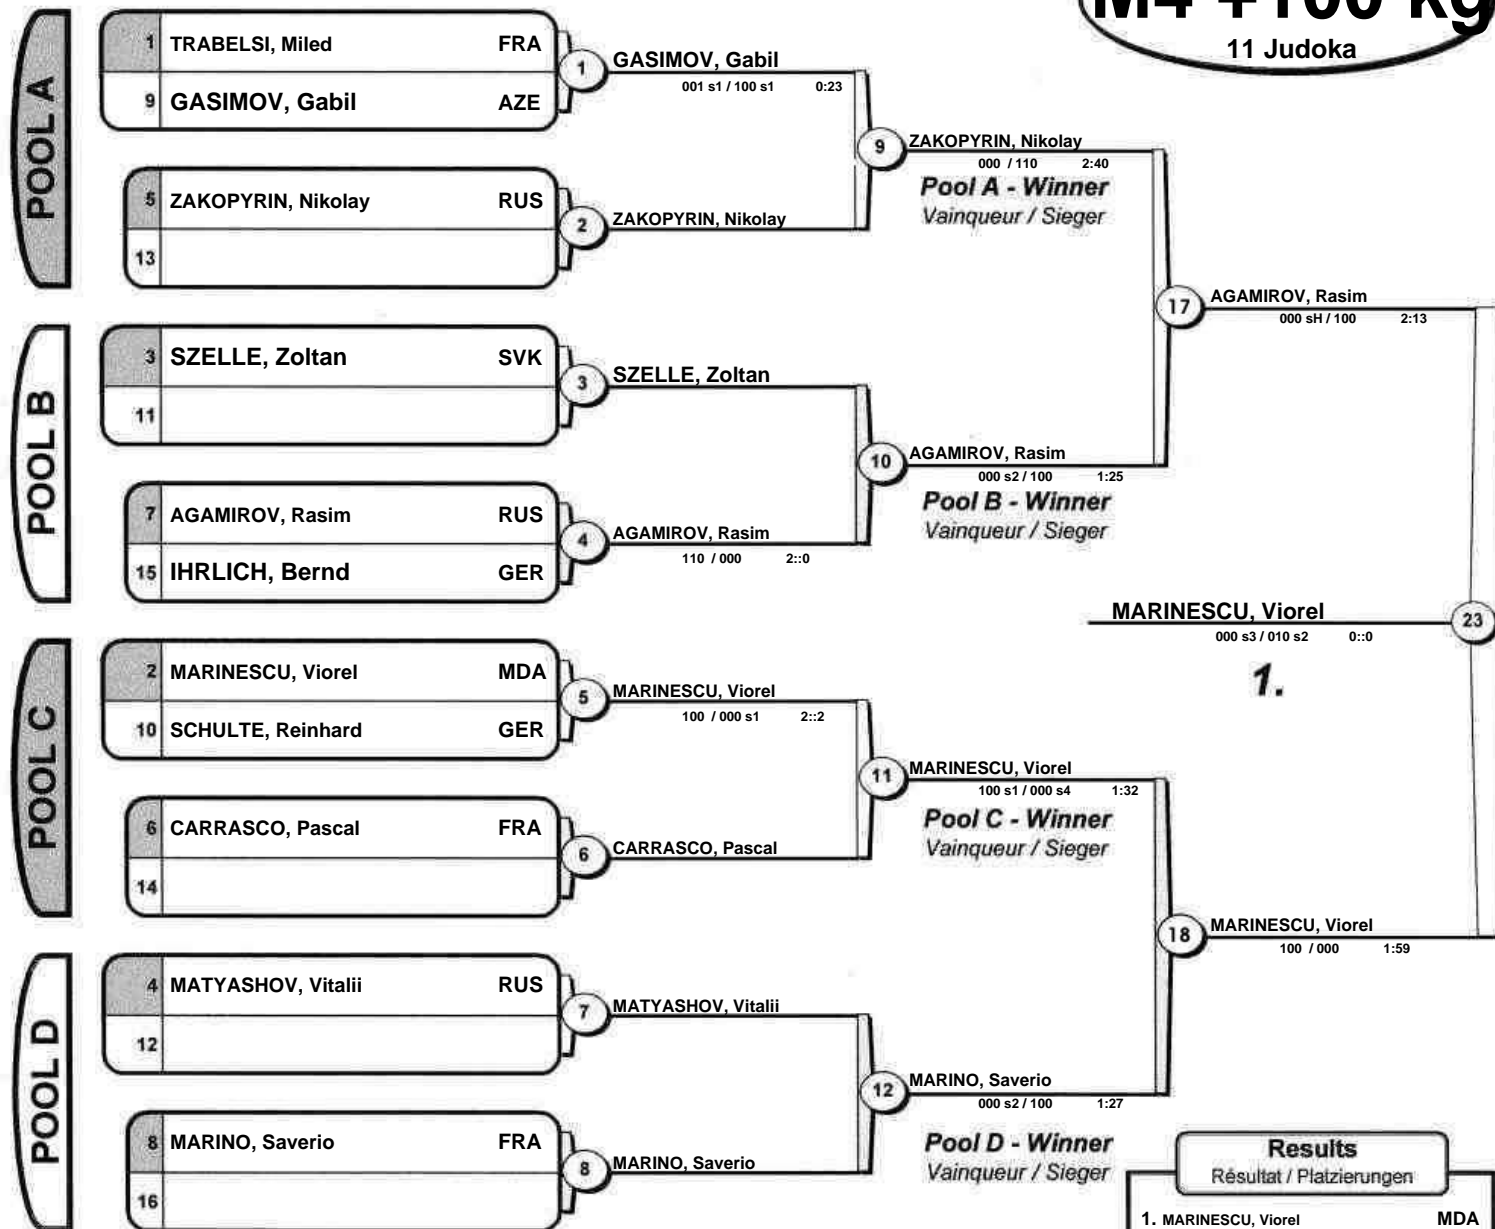 M4 +100 kg
11 Judoka
POOL A
1 TRABELSI, Miled FRA
9 GASIMOV, Gabil AZE
1 GASIMOV, Gabil
001 s1 / 100 s1 0:23
5 ZAKOPYRIN, Nikolay RUS
13
2 ZAKOPYRIN, Nikolay
9 ZAKOPYRIN, Nikolay
000 / 110 2:40
Pool A - Winner
Vainqueur / Sieger
POOL B
3 SZELLE, Zoltan SVK
11
3 SZELLE, Zoltan
7 AGAMIROV, Rasim RUS
15 IHRLICH, Bernd GER
4 AGAMIROV, Rasim
110 / 000 2::0
10 AGAMIROV, Rasim
000 s2 / 100 1:25
Pool B - Winner
Vainqueur / Sieger
17 AGAMIROV, Rasim
000 sH / 100 2:13
MARINESCU, Viorel 23
000 s3 / 010 s2 0::0
1.
POOL C
2 MARINESCU, Viorel MDA
10 SCHULTE, Reinhard GER
5 MARINESCU, Viorel
100 / 000 s1 2::2
6 CARRASCO, Pascal FRA
14
6 CARRASCO, Pascal
11 MARINESCU, Viorel
100 s1 / 000 s4 1:32
Pool C - Winner
Vainqueur / Sieger
18 MARINESCU, Viorel
100 / 000 1:59
POOL D
4 MATYASHOV, Vitalii RUS
12
7 MATYASHOV, Vitalii
8 MARINO, Saverio FRA
16
8 MARINO, Saverio
12 MARINO, Saverio
000 s2 / 100 1:27
Pool D - Winner
Vainqueur / Sieger
Results
Résultat / Platzierungen
1. MARINESCU, Viorel MDA